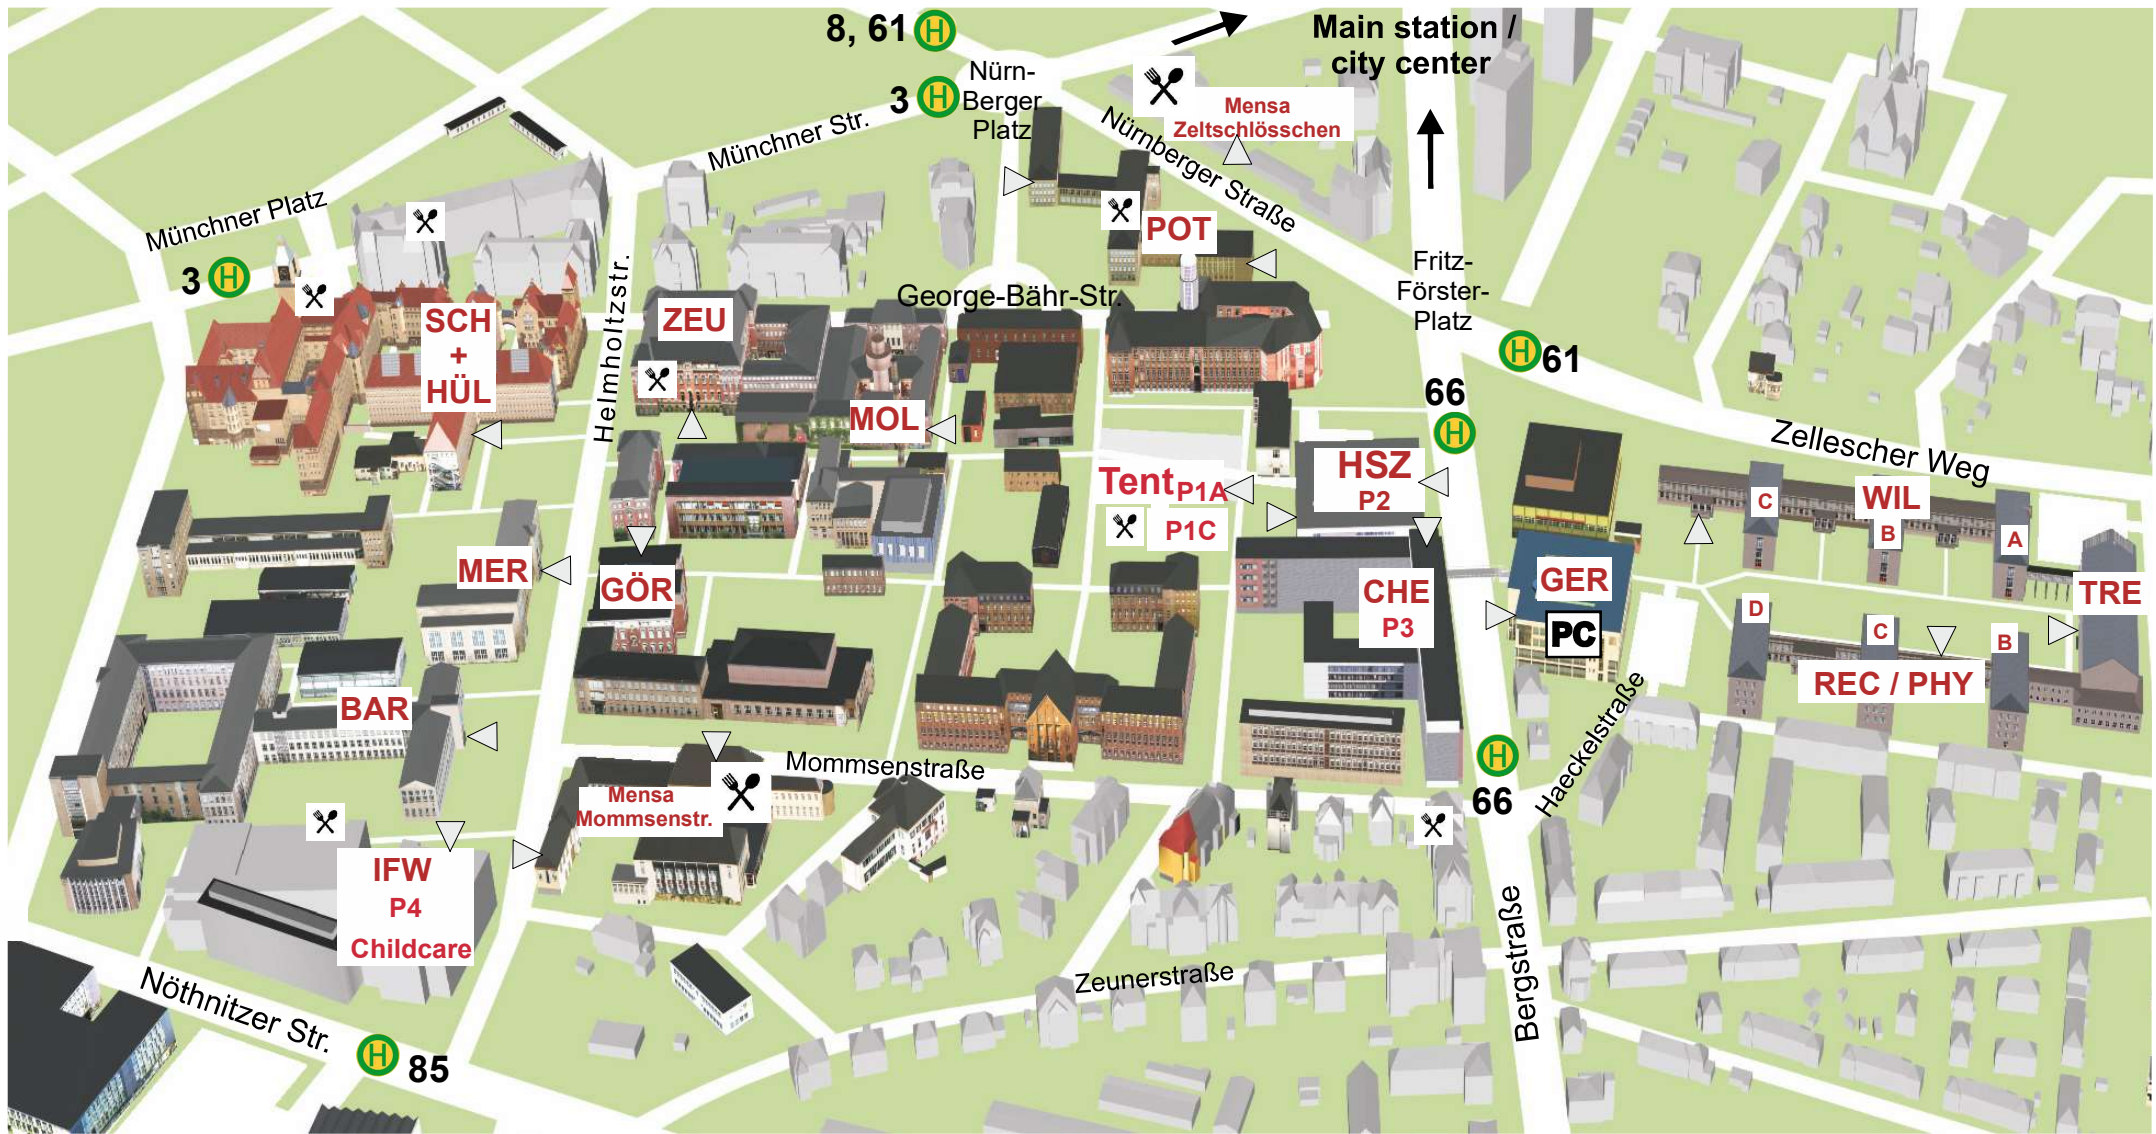 8, 61 H
Main station /
city center
Nürn-
Berger
Platz
3 H
Mensa
Zeltschlösschen
Münchner Str.
Nürnberger Straße
Münchner Platz
3 H
POT
Fritz-
Förster-
Platz
George-Bähr-Str.
Helmholtzstr.
SCH
+
HÜL
ZEU
MOL
H 61
66
H
Zellescher Weg
HSZ
P2
Tent P1A
P1C
WIL
C
B
A
MER
GÖR
CHE
P3
GER
PC
TRE
D
C
B
REC / PHY
BAR
Haeckelstraße
Mommsenstraße
Mensa
Mommsenstr.
H
66
IFW
P4
Childcare
Bergstraße
Zeunerstraße
Nöthnitzer Str.
H 85